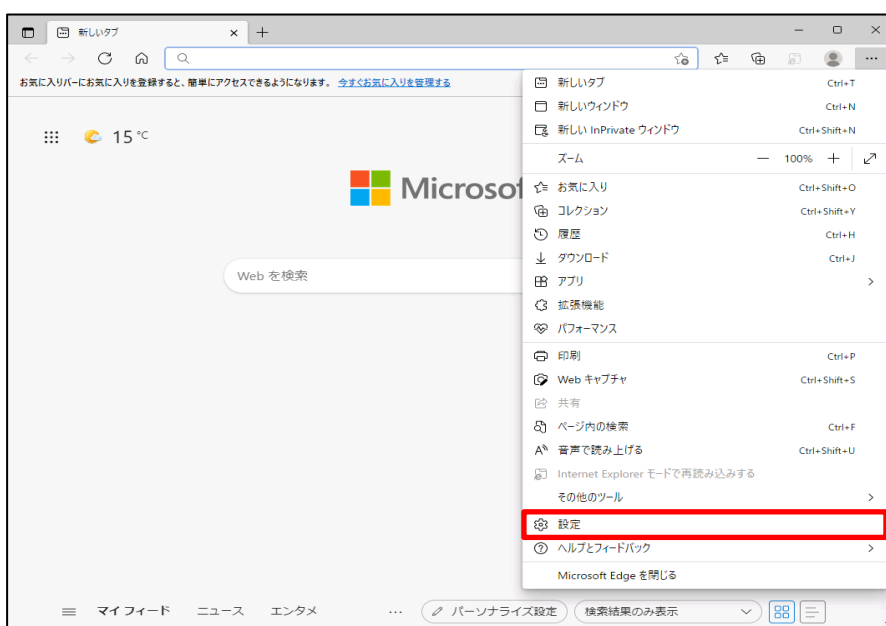 新しいタブ
お気に入りバーにお気に入りを登録すると、簡単にアクセスできるようになります。 今すぐお気に入りを管理する
15 °C
Microsof
Web を検索
新しいタブ Ctrl+T
新しいウィンドウ Ctrl+N
新しい InPrivate ウィンドウ Ctrl+Shift+N
ズーム — 100% +
お気に入り Ctrl+Shift+O
コレクション Ctrl+Shift+Y
履歴 Ctrl+H
ダウンロード Ctrl+J
アプリ
拡張機能
パフォーマンス
印刷 Ctrl+P
Web キャプチャ Ctrl+Shift+S
共有
ページ内の検索 Ctrl+F
音声で読み上げる Ctrl+Shift+U
Internet Explorer モードで再読み込みする
その他のツール
設定
ヘルプとフィードバック
Microsoft Edge を閉じる
マイ フィード ニュース エンタメ ... パーソナライズ設定 検索結果のみ表示